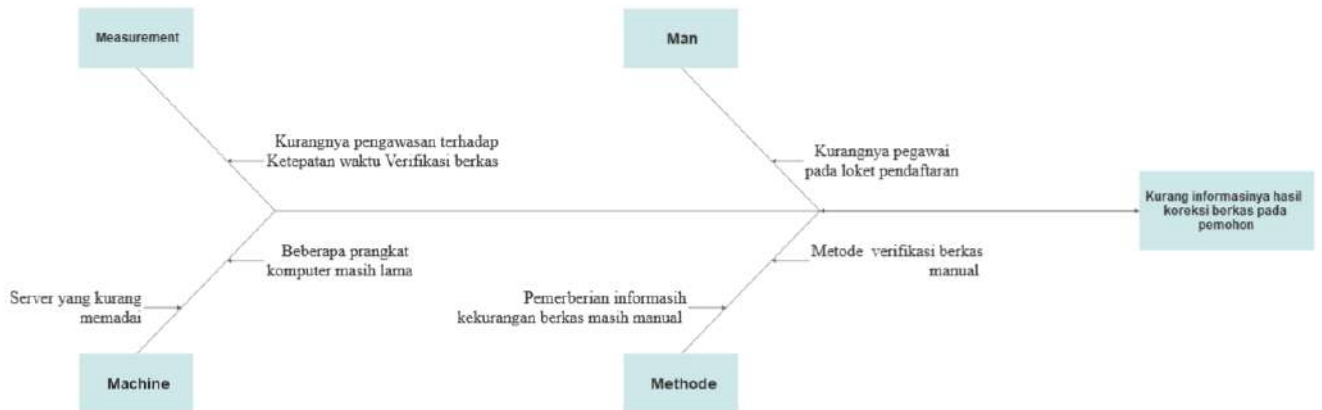 Measurement
Man
Kurangnya pengawasan terhadap
Ketepatan waktu Verifikasi berkas
Kurangnya pegawai
pada loket pendaftaran
Kurang informasinya hasil
koreksi berkas pada
pemohon
Beberapa prangkat
komputer masih lama
Metode verifikasi berkas
manual
Server yang kurang
memadai
Pemerberian informasih
kekurangan berkas masih manual
Machine
Methode